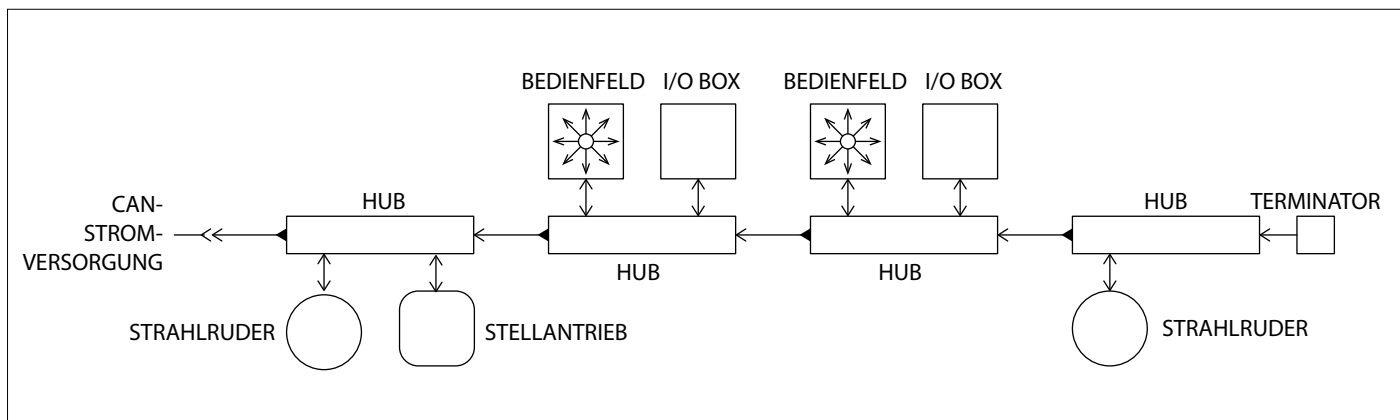 BEDIENFELD
I/O BOX
BEDIENFELD
I/O BOX
CAN-
STROM-
VERSORGUNG
HUB
HUB
HUB
HUB
TERMINATOR
STRAHLRUDER
STELLANTRIEB
STRAHLRUDER